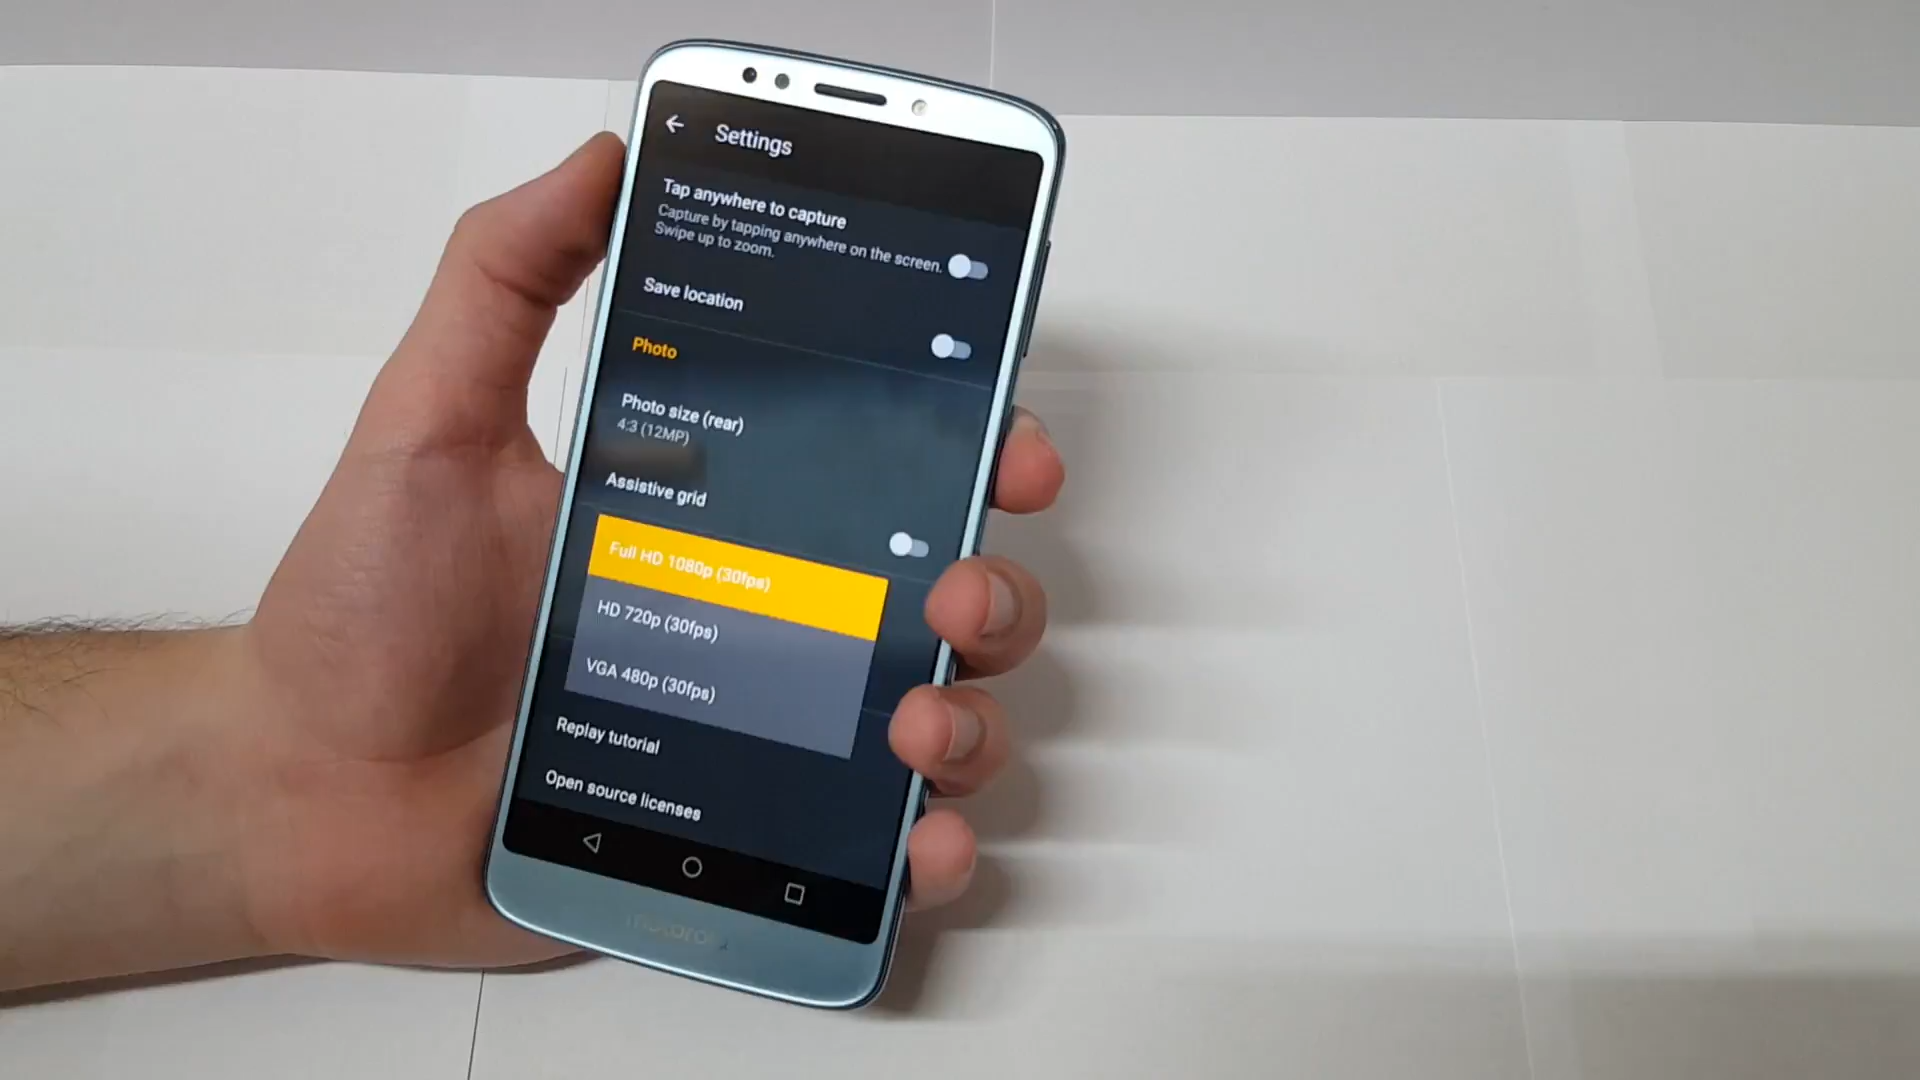 Settings
Tap anywhere to capture
Capture by tapping anywhere on the screen.
Swipe up to zoom.
Save location
Photo
Photo size (rear)
4:3 (12MP)
Assistive grid
Full HD 1080p (30fps)
HD 720p (30fps)
VGA 480p (30fps)
Replay tutorial
Open source licenses
motorola